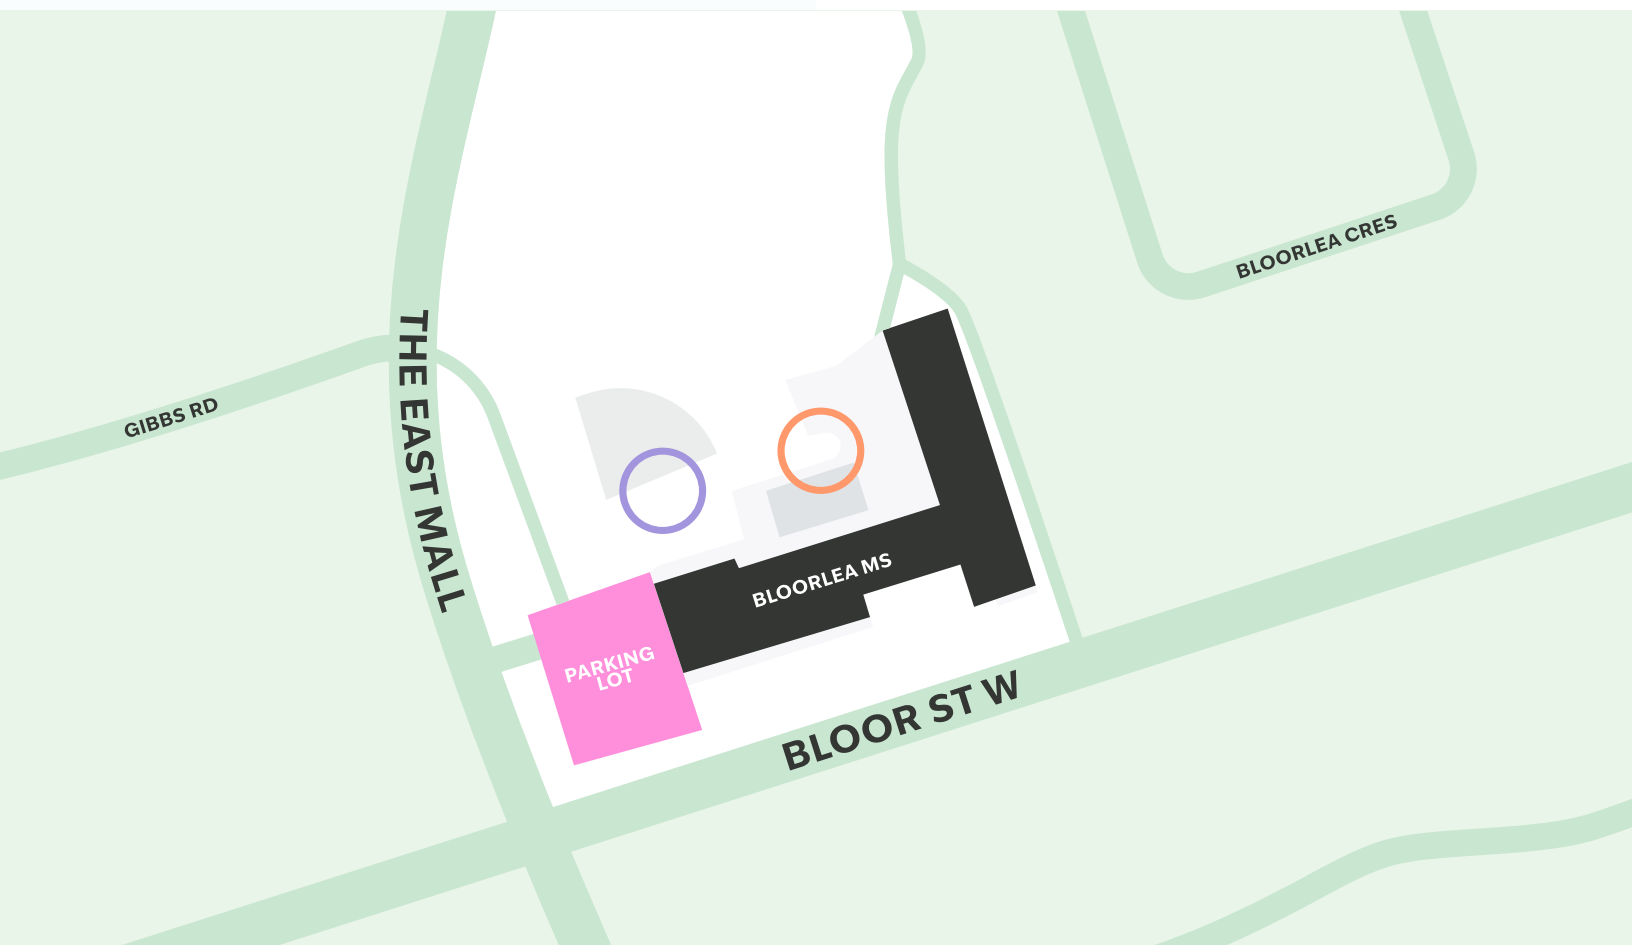 BLOORLEA CRES
THE EAST MALL
GIBBS RD
BLOORLEA MS
PARKING
LOT
BLOOR ST W